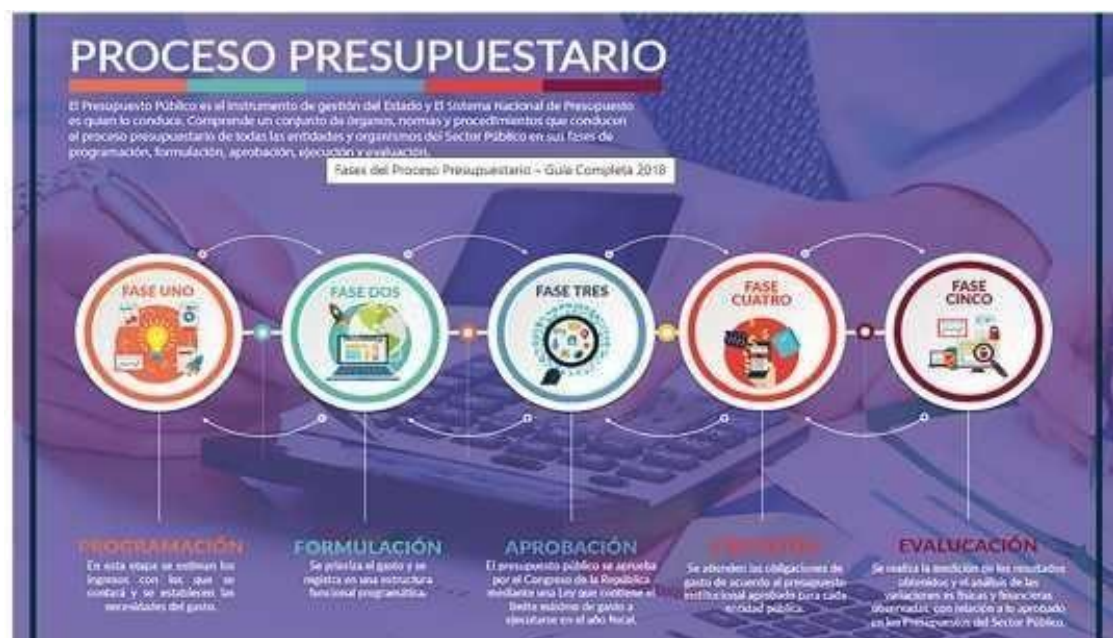 PROCESO PRESUPUESTARIO
El Presupuesto Público es el instrumento de gestión del Estado y El Sistema Nacional de Presupuesto
es quien lo conduce. Comprende un conjunto de órganos, normas y procedimientos que conducen
el proceso presupuestario de todas las entidades y organismos del Sector Público en sus fases de
programación, formulación, aprobación, ejecución y evaluación.
Fases del Proceso Presupuestario – Guía Completa 2018
FASE UNO
FASE DOS
FASE TRES
FASE
CUATRO
FASE
CINCO
PROGRAMACIÓN
En esta etapa se estiman los
ingresos con los que se
contará y se establecen las
necesidades del gasto.
FORMULACIÓN
Se prioriza el gasto y se
registra en una estructura
funcional programática.
APROBACIÓN
El presupuesto público se aprueba
por el Congreso de la República
mediante una Ley que contiene el
límite máximo de gasto a
ejecutarse en el año fiscal.
Se atienden las obligaciones de
gasto de acuerdo al presupuesto
institucional aprobado para cada
entidad pública.
EVALUCACIÓN
Se realiza la medición de los resultados
obtenidos y el análisis de las
variaciones es físicas y financieras
observadas, con relación a lo aprobado
en los Presupuestos del Sector Público.